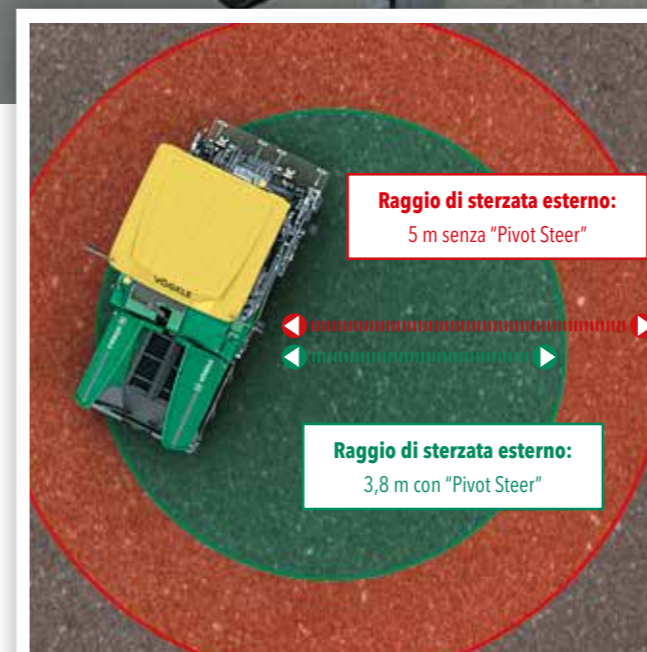 VÖGELE
Raggio di sterzata esterno:
5 m senza "Pivot Steer"
Raggio di sterzata esterno:
3,8 m con "Pivot Steer"